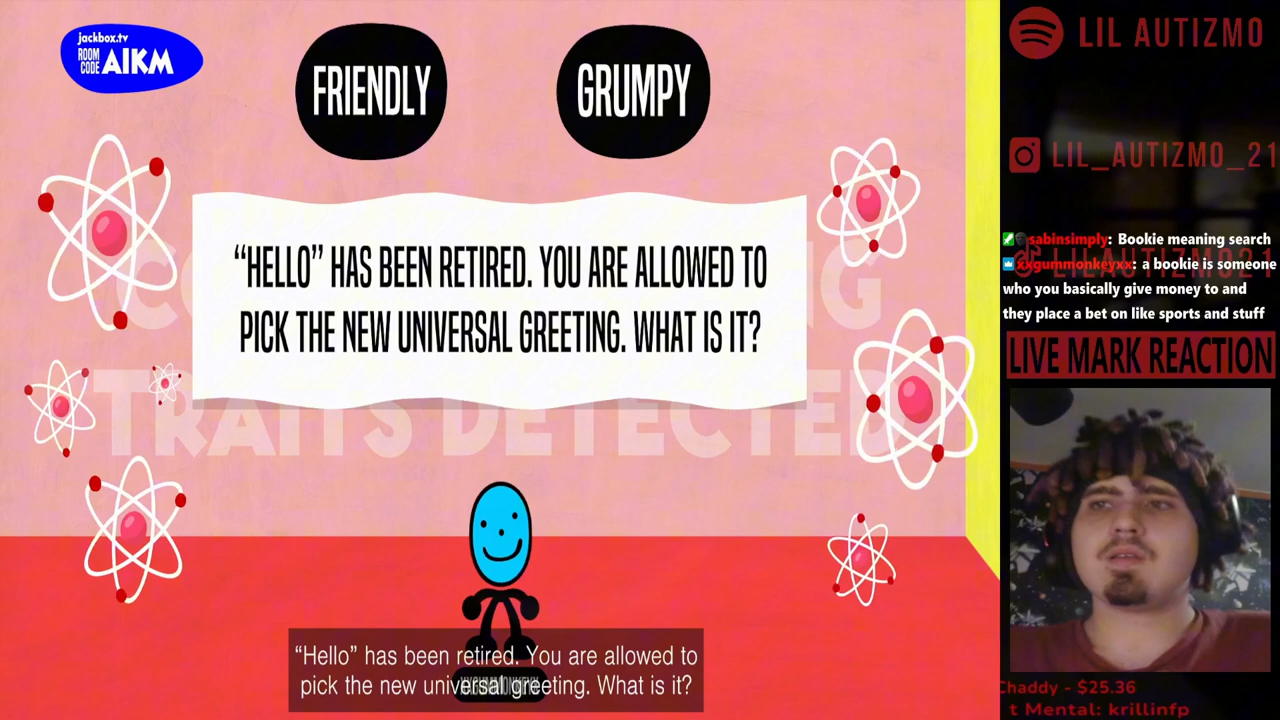 jackbox.tv
ROOM
CODE AIKM
FRIENDLY
GRUMPY
"HELLO" HAS BEEN RETIRED. YOU ARE ALLOWED TO
PICK THE NEW UNIVERSAL GREETING. WHAT IS IT?
TRAITS DETECTED
"Hello" has been retired. You are allowed to
pick the new universal greeting. What is it?
LIL AUTIZMO
LIL_AUTIZMO_21
LIL_AUTIZMO21
sabinsimply: Bookie meaning search
xxgummonkeyxx: a bookie is someone
who you basically give money to and
they place a bet on like sports and stuff
LIVE MARK REACTION
Chaddy - $25.36
t Mental: krillinfp